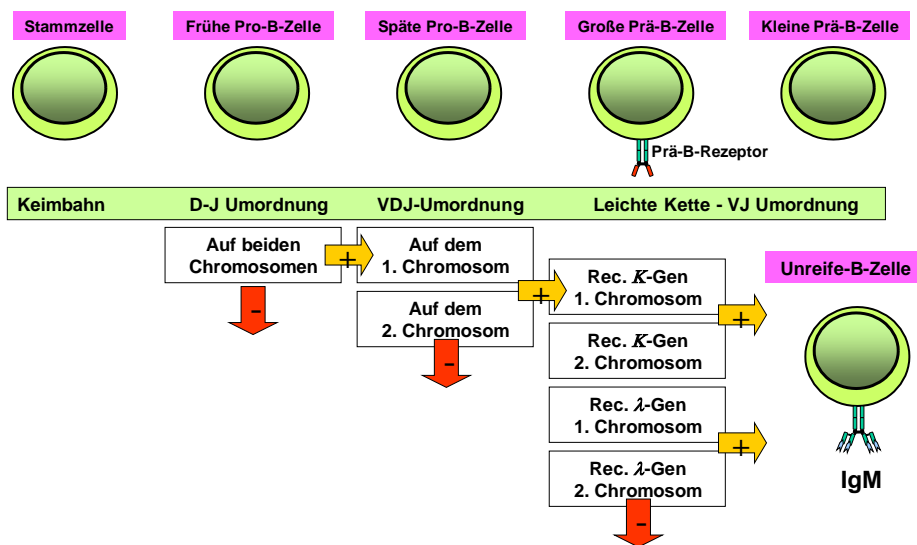 Stammzelle
Frühe Pro-B-Zelle
Späte Pro-B-Zelle
Große Prä-B-Zelle
Kleine Prä-B-Zelle
Prä-B-Rezeptor
Keimbahn
D-J Umordnung
VDJ-Umordnung
Leichte Kette - VJ Umordnung
Auf beiden
Chromosomen
+
-
Auf dem
1. Chromosom
+
Auf dem
2. Chromosom
-
Rec. K-Gen
1. Chromosom
+
Rec. K-Gen
2. Chromosom
Rec. λ-Gen
1. Chromosom
+
Rec. λ-Gen
2. Chromosom
-
Unreife-B-Zelle
IgM